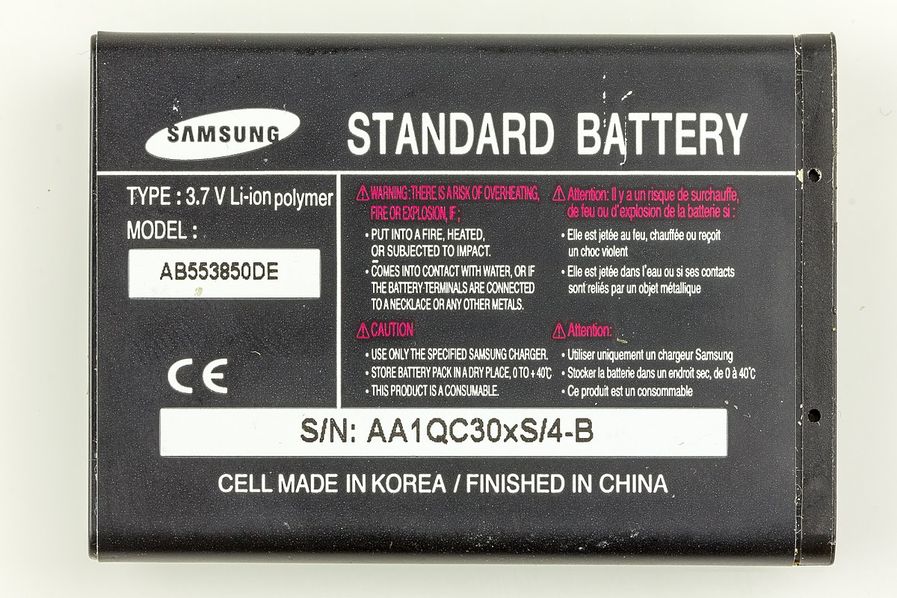 SAMSUNG
STANDARD BATTERY
TYPE : 3.7 V Li-ion polymer
MODEL :
AB553850DE
CE
⚠WARNING : THERE IS A RISK OF OVERHEATING,
FIRE OR EXPLOSION, IF ;
• PUT INTO A FIRE, HEATED,
OR SUBJECTED TO IMPACT.
• COMES INTO CONTACT WITH WATER, OR IF
THE BATTERY-TERMINALS ARE CONNECTED
TO A NECKLACE OR ANY OTHER METALS.
⚠CAUTION
• USE ONLY THE SPECIFIED SAMSUNG CHARGER.
• STORE BATTERY PACK IN A DRY PLACE, 0 TO + 40℃
• THIS PRODUCT IS A CONSUMABLE.
⚠Attention: Il y a un risque de surchauffe,
de feu ou d'explosion de la batterie si :
• Elle est jetée au feu, chauffée ou reçoit
un choc violent
• Elle est jetée dans l'eau ou si ses contacts
sont reliés par un objet métallique
⚠Attention:
• Utiliser uniquement un chargeur Samsung
• Stocker la batterie dans un endroit sec, de 0 à 40℃
• Ce produit est un consommable
S/N: AA1QC30xS/4-B
CELL MADE IN KOREA / FINISHED IN CHINA